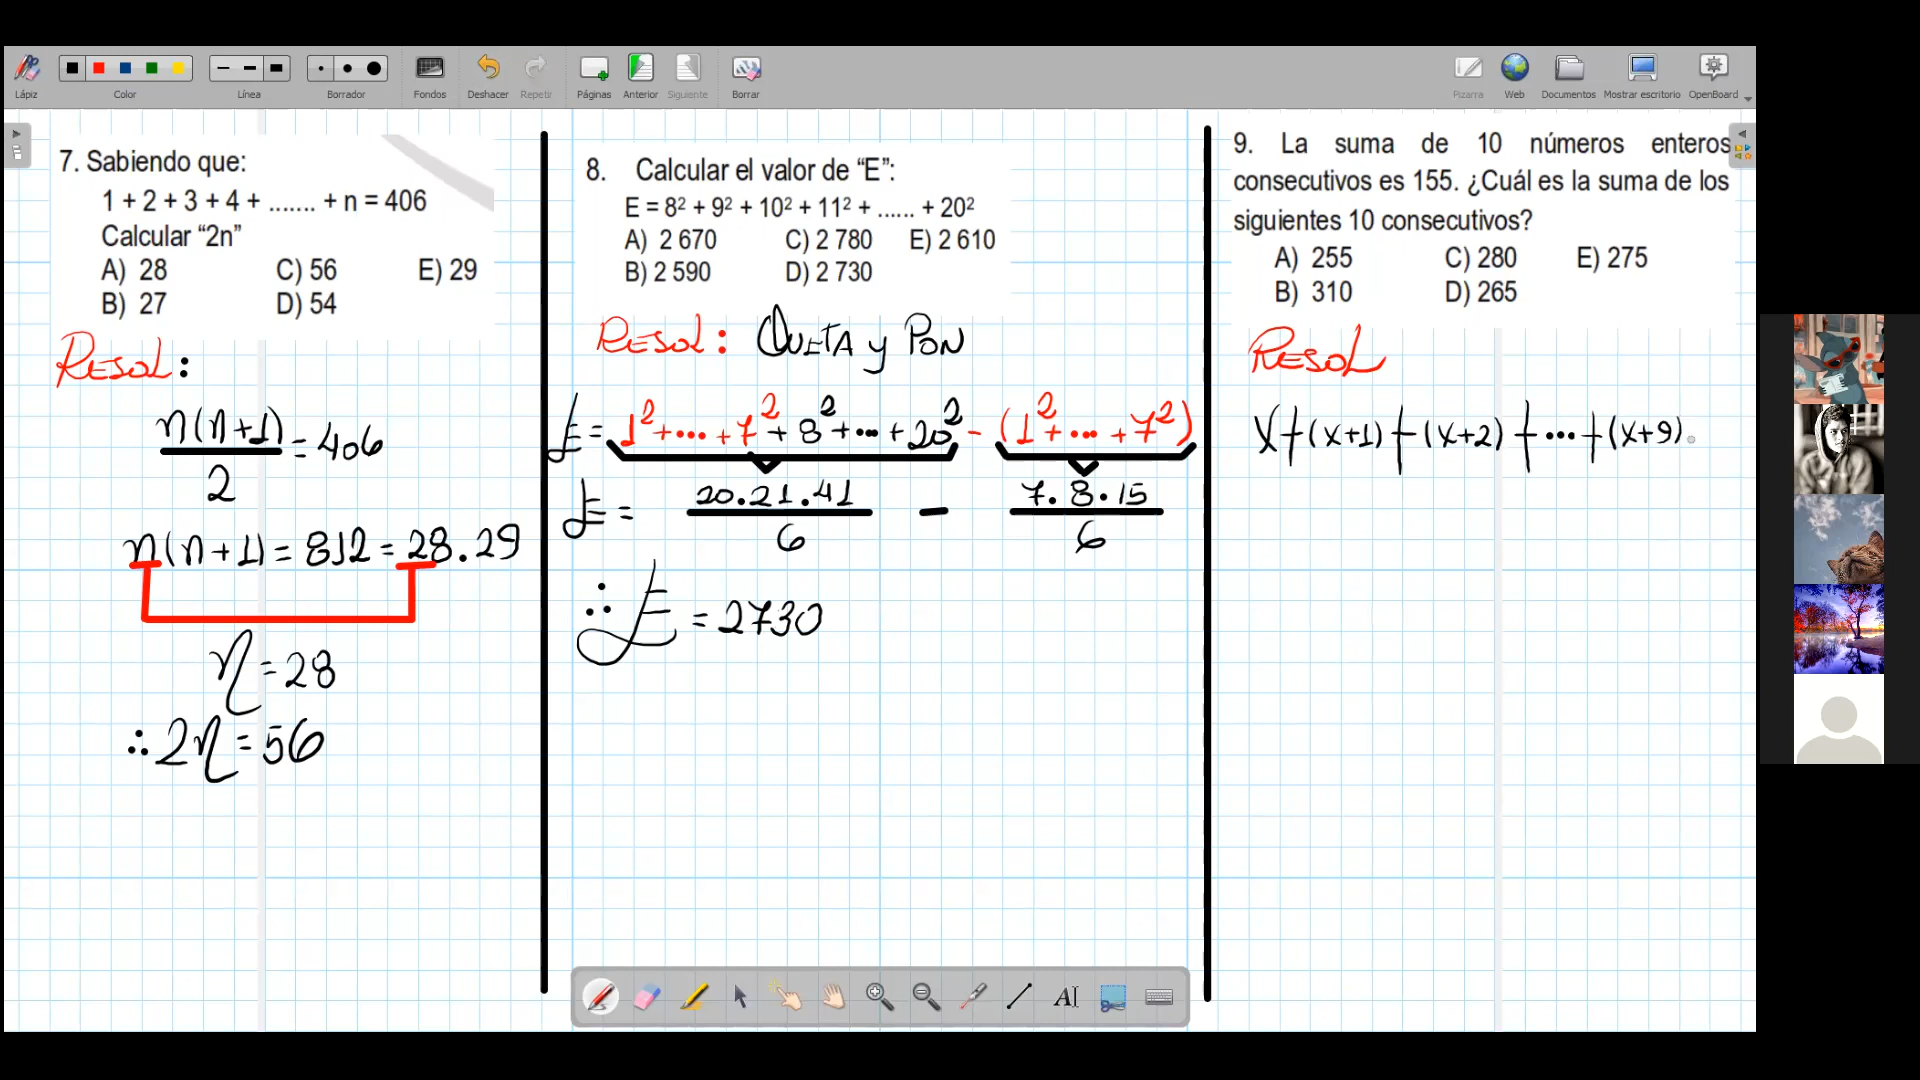 Lápiz Color Línea Borrador Fondos Deshacer Repetir Páginas Anterior Siguiente Borrar Pizarra Web Documentos Mostrar escritorio OpenBoard
7. Sabiendo que:
1 + 2 + 3 + 4 + ....... + n = 406
Calcular “2n”
A) 28 C) 56 E) 29
B) 27 D) 54
RESOL:
n(n+1)/2 = 406
n(n+1) = 812 = 28.29
n = 28
∴ 2n = 56
8. Calcular el valor de “E”:
E = 8² + 9² + 10² + 11² + ...... + 20²
A) 2 670 C) 2 780 E) 2 610
B) 2 590 D) 2 730
RESOL: QUITA y PON
E = 1² + ... + 7² + 8² + ... + 20² - (1² + ... + 7²)
E = 20.21.41/6 - 7.8.15/6
∴ E = 2730
9. La suma de 10 números enteros
consecutivos es 155. ¿Cuál es la suma de los
siguientes 10 consecutivos?
A) 255 C) 280 E) 275
B) 310 D) 265
RESOL
x + (x+1) + (x+2) + ... + (x+9)
AI